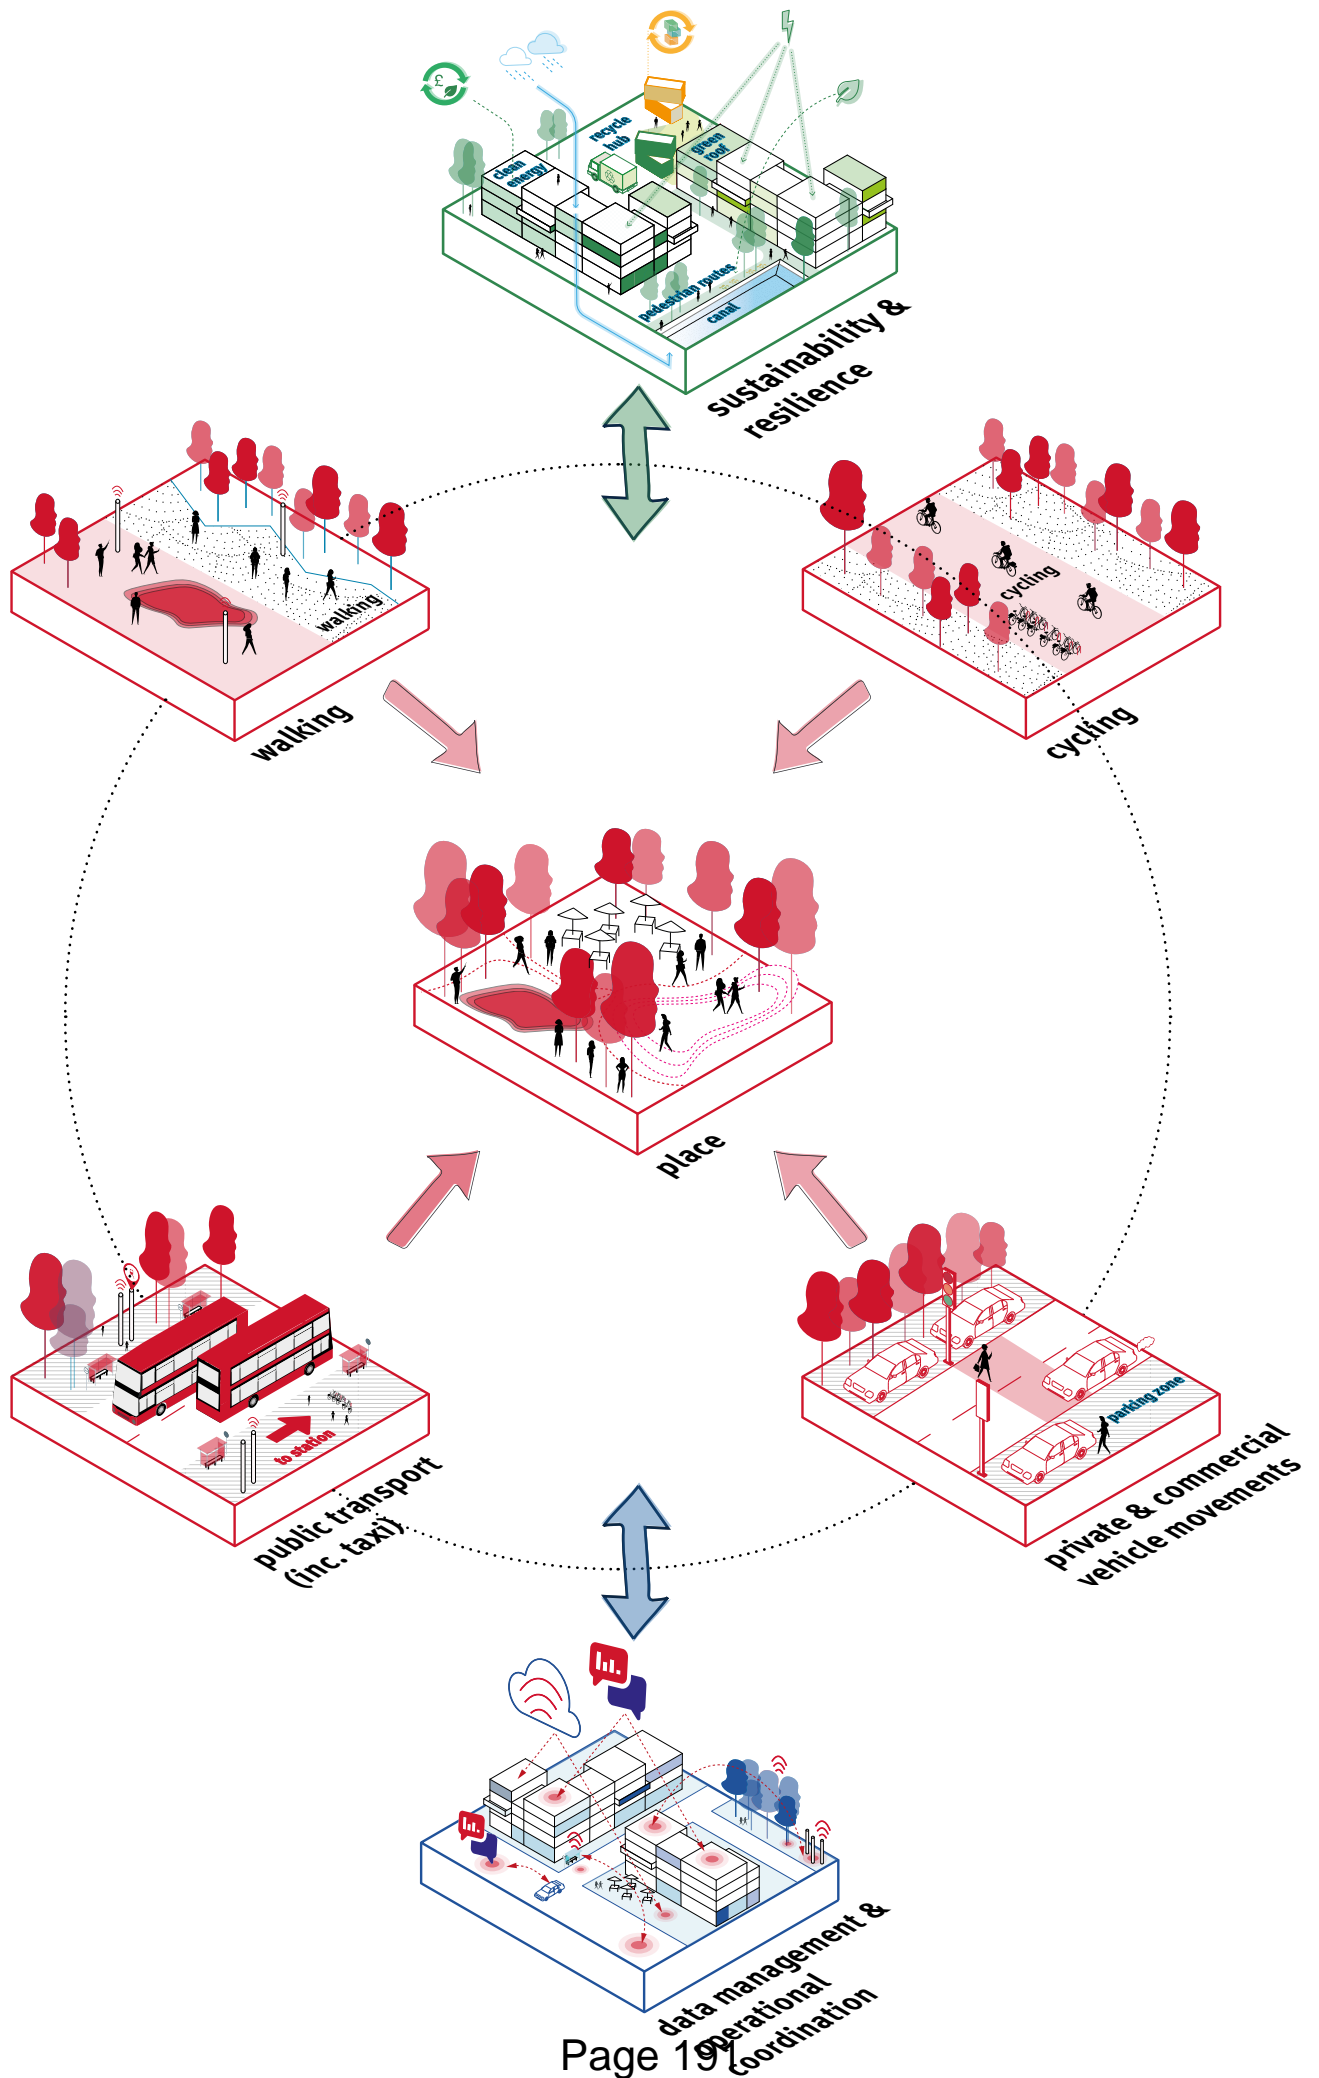 £
recycle
hub
green
roof
clean
energy
pedestrian routes
canal
sustainability &
resilience
walking
walking
cycling
cycling
place
to station
public transport
(inc. taxi)
parking zone
private & commercial
vehicle movements
data management &
operational
coordination
Page 191